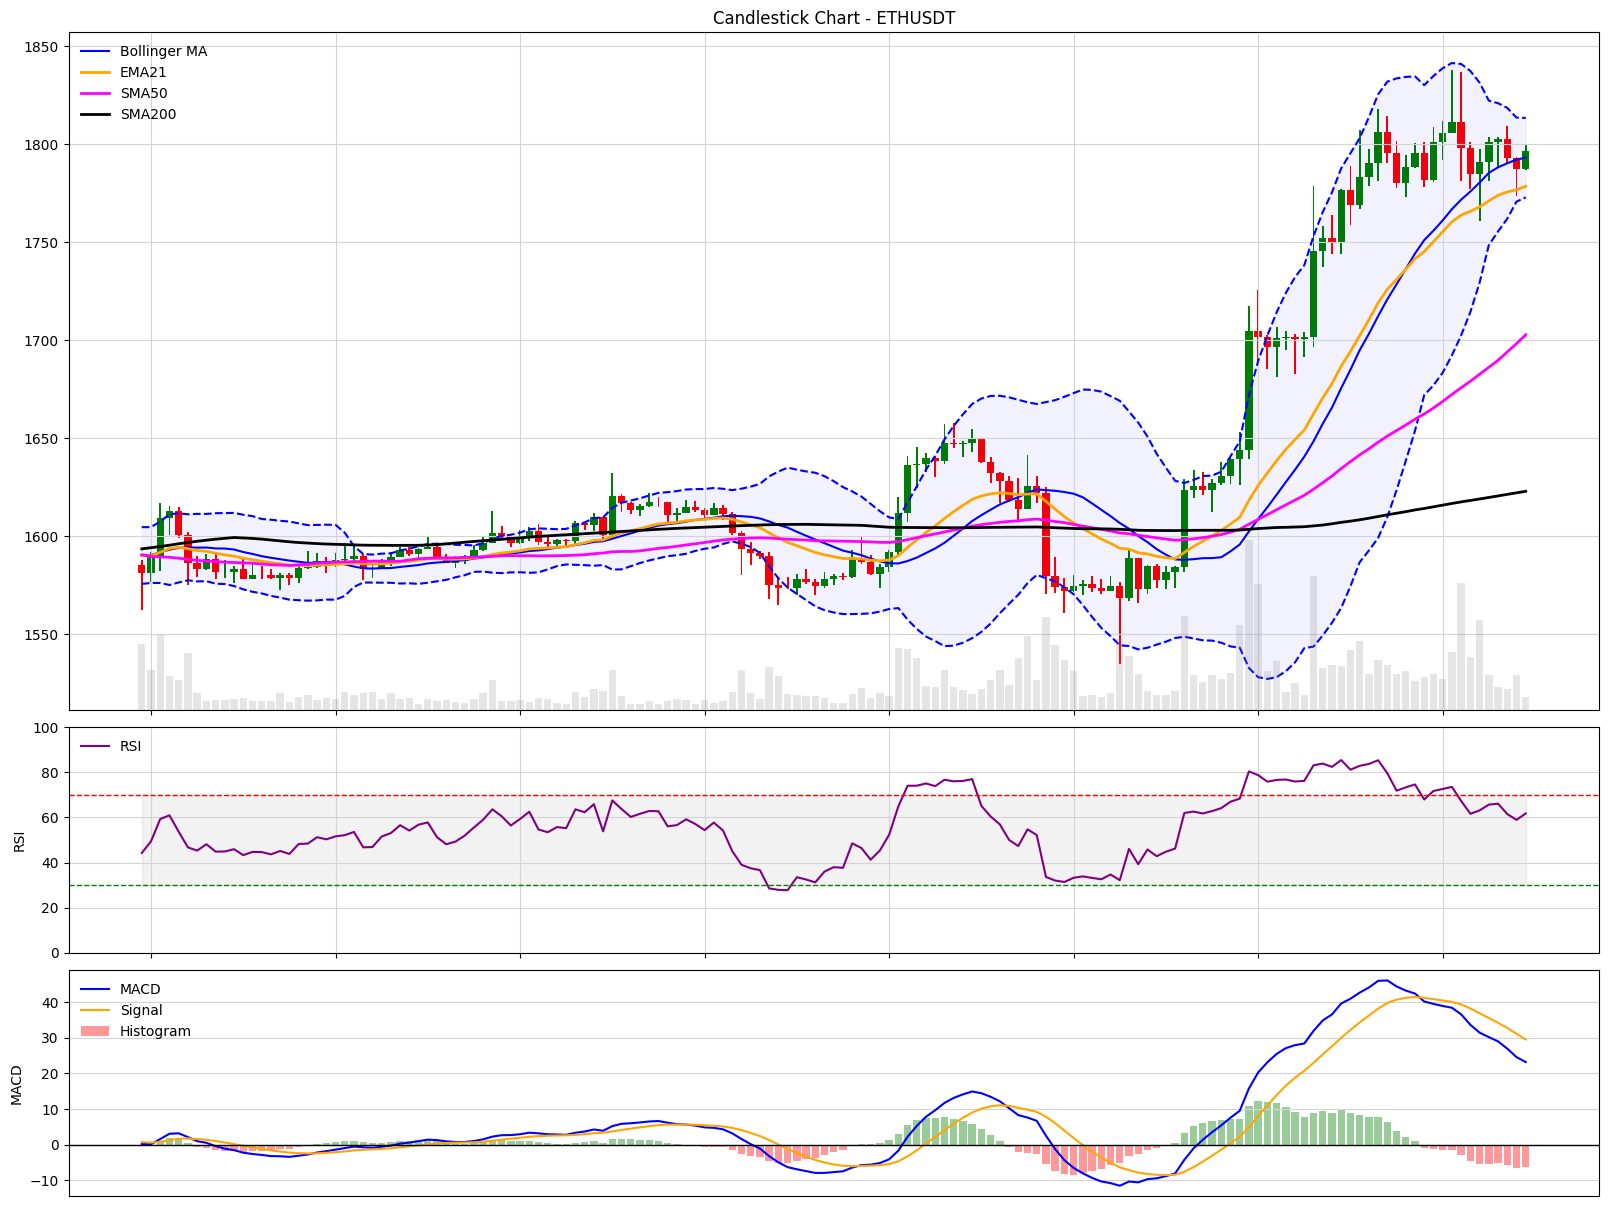 Candlestick Chart - ETHUSDT
Bollinger MA
EMA21
SMA50
SMA200
1850
1800
1750
1700
1650
1600
1550
RSI
100
80
60
40
20
0
RSI
MACD
Signal
Histogram
40
30
20
10
0
−10
MACD